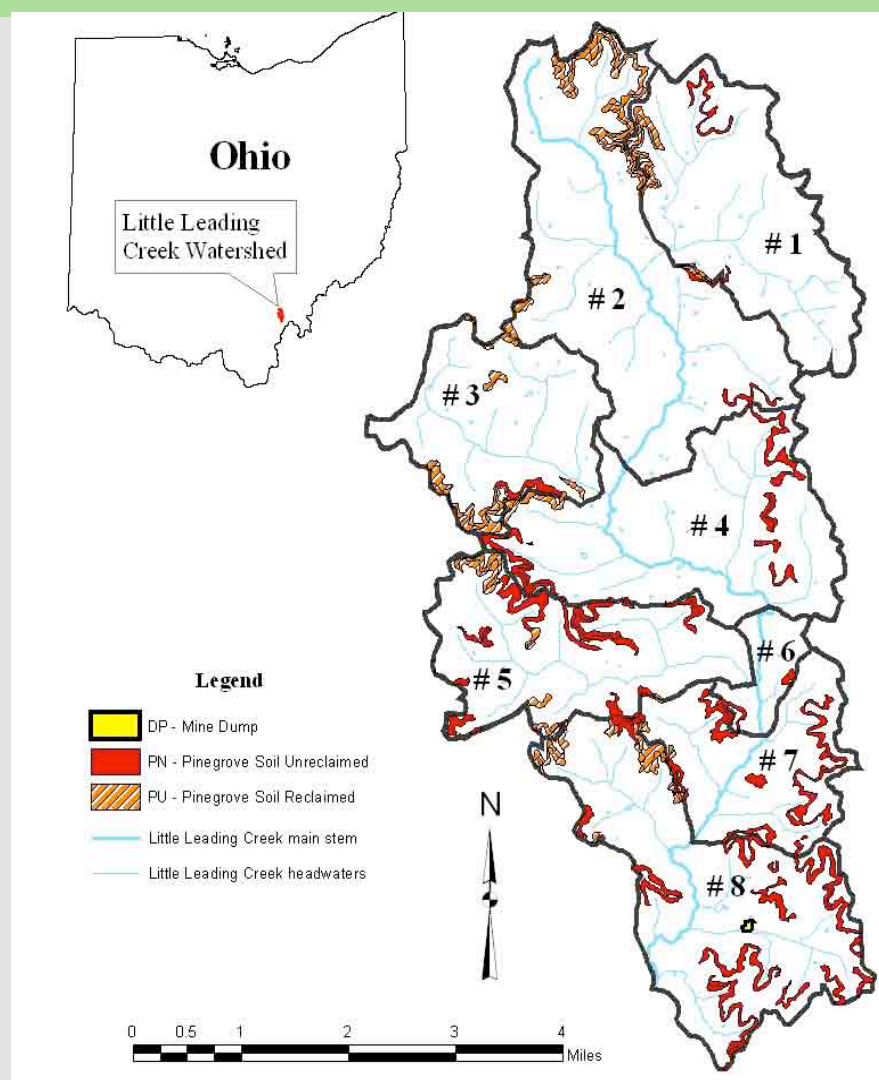 Ohio
Little Leading
Creek Watershed
# 1
# 2
# 3
# 4
# 6
# 5
# 7
# 8
Legend
DP - Mine Dump
PN - Pinegrove Soil Unreclaimed
PU - Pinegrove Soil Reclaimed
Little Leading Creek main stem
Little Leading Creek headwaters
N
0 0.5 1 2 3 4
Miles